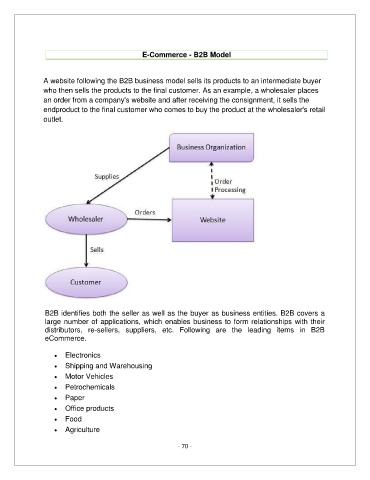 E-Commerce - B2B Model
A website following the B2B business model sells its products to an intermediate buyer
who then sells the products to the final customer. As an example, a wholesaler places
an order from a company's website and after receiving the consignment, it sells the
endproduct to the final customer who comes to buy the product at the wholesaler's retail
outlet.
Business Organization
Supplies
Order
Processing
Wholesaler
Orders
Website
Sells
Customer
B2B identifies both the seller as well as the buyer as business entities. B2B covers a
large number of applications, which enables business to form relationships with their
distributors, re-sellers, suppliers, etc. Following are the leading items in B2B
eCommerce.
• Electronics
• Shipping and Warehousing
• Motor Vehicles
• Petrochemicals
• Paper
• Office products
• Food
• Agriculture
- 70 -